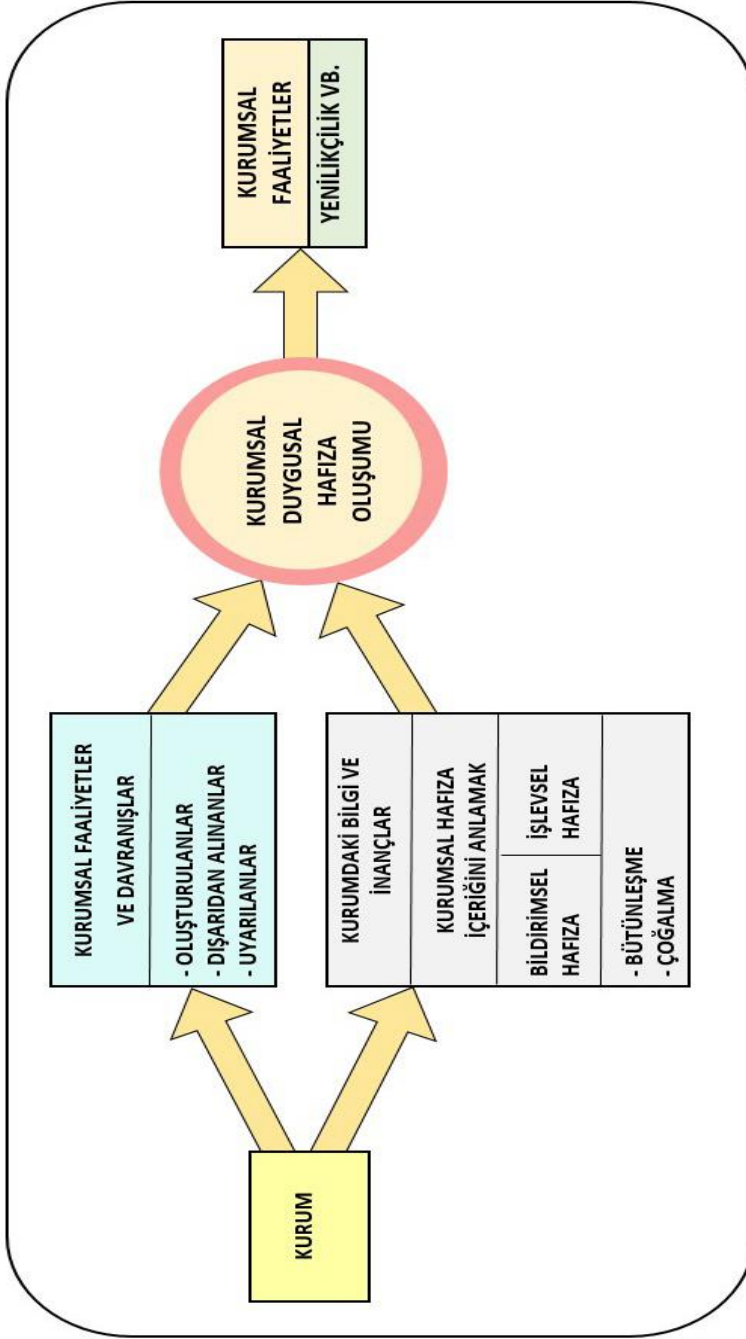 KURUM
KURUMSAL FAALİYETLER
VE DAVRANIŞLAR
- OLUŞTURULANLAR
- DIŞARIDAN ALINANLAR
- UYARILANLAR
KURUMDAKİ BİLGİ VE
İNANÇLAR
KURUMSAL HAFIZA
İÇERİĞİNİ ANLAMAK
BİLDİRİMSEL
HAFIZA
İŞLEVSEL
HAFIZA
- BÜTÜNLEŞME
- ÇOĞALMA
KURUMSAL
DUYGUSAL
HAFIZA
OLUŞUMU
KURUMSAL
FAALİYETLER
YENİLİKÇİLİK VB.